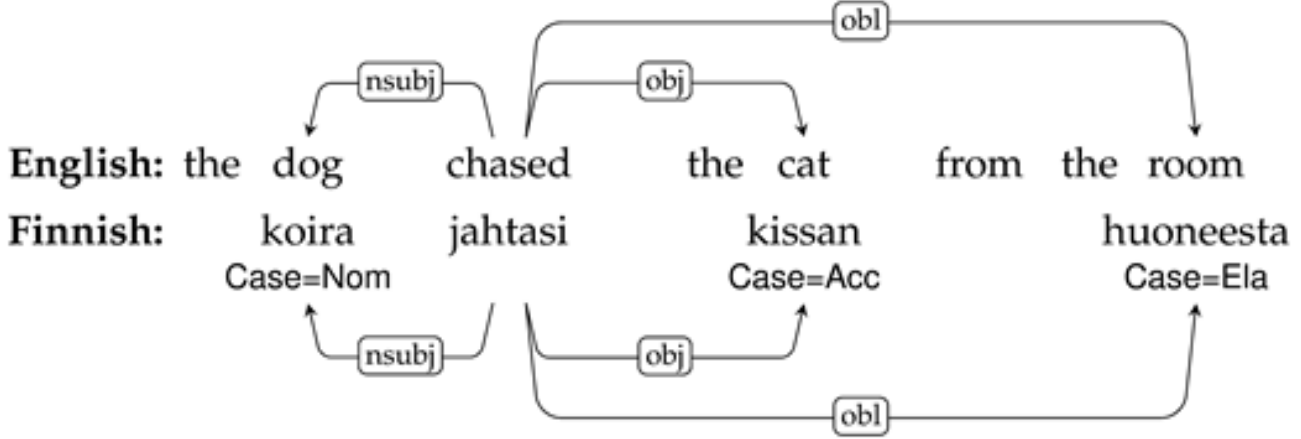 obl
nsubj obj
English: the dog chased the cat from the room
Finnish: koira jahtasi kissan huoneesta
Case=Nom Case=Acc Case=Ela
nsubj obj
obl